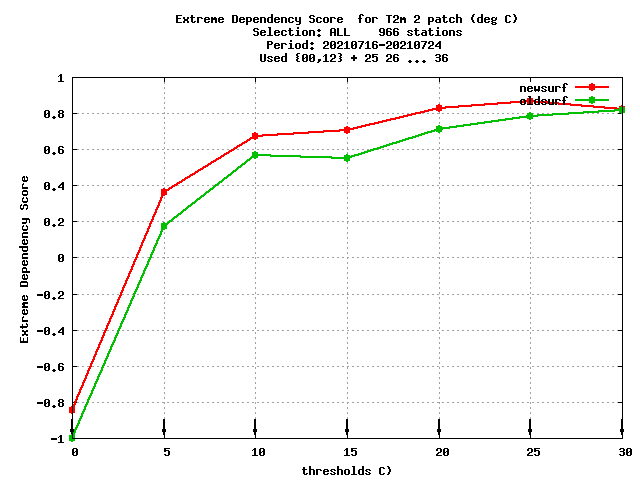 Extreme Dependency Score  for T2m 2 patch (deg C)
Selection: ALL    966 stations
Period: 20210716-20210724
Used {00,12} + 25 26 ... 36
newsurf
oldsurf
1
0.8
0.6
0.4
0.2
0
-0.2
-0.4
-0.6
-0.8
-1
Extreme Dependency Score
0 5 10 15 20 25 30
thresholds C)